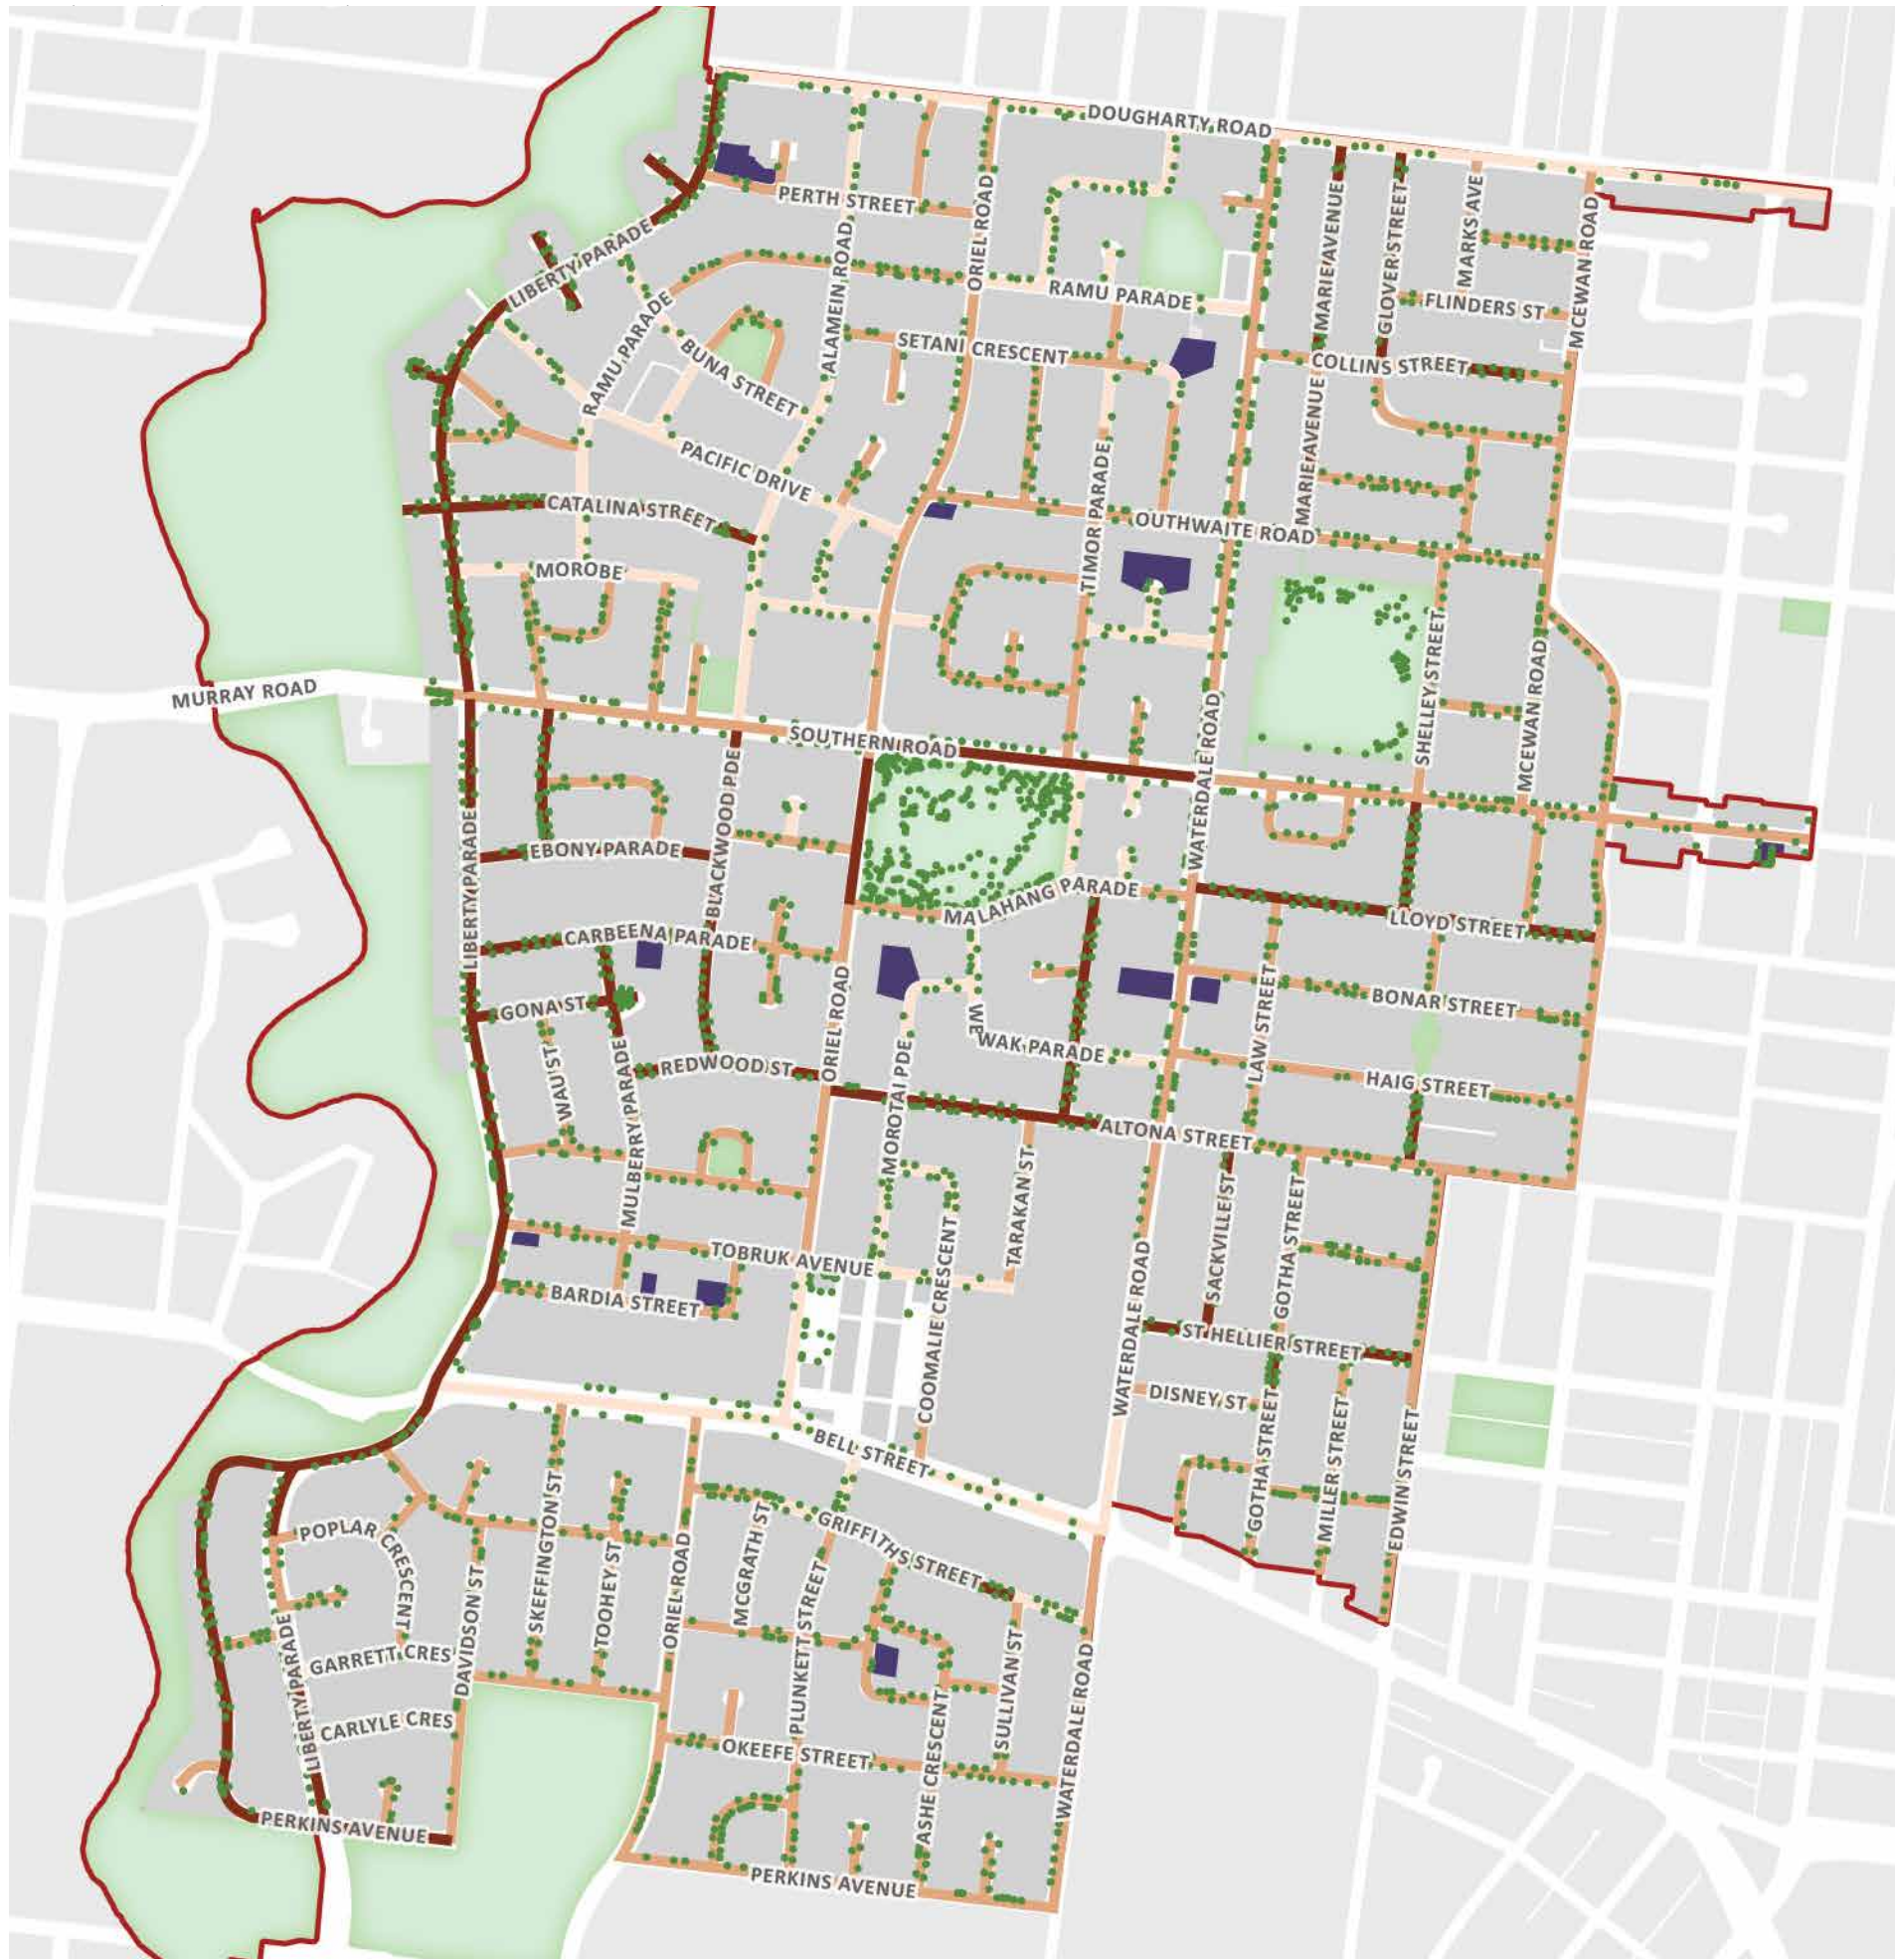 DOUGHARTY ROAD
PERTH STREET
ORIEL ROAD
MARIE AVENUE
GLOVER STREET
MARKS AVE
MCEWAN ROAD
LIBERTY PARADE
ALAMEIN ROAD
RAMU PARADE
FLINDERS ST
RAMU PARADE
BUNA STREET
SETANI CRESCENT
COLLINS STREET
MARIE AVENUE
PACIFIC DRIVE
TIMOR PARADE
CATALINA STREET
OUTHWAITE ROAD
MOROBE
SHELLEY STREET
MCEWAN ROAD
MURRAY ROAD
SOUTHERN ROAD
WATERDALE ROAD
BLACKWOOD PDE
LIBERTY PARADE
EBONY PARADE
MALAHANG PARADE
LLOYD STREET
CARBEENA PARADE
ORIEL ROAD
LAW STREET
BONAR STREET
GONA ST
WE
WAK PARADE
WAU ST
MULBERRY PARADE
REDWOOD ST
MOROTAI PDE
HAIG STREET
ALTONA STREET
TARAKAN ST
SACKVILLE ST
GOTHA STREET
TOBRUK AVENUE
COOMALIE CRESCENT
WATERDALE ROAD
BARDIA STREET
ST HELLIER STREET
DISNEY ST
BELL STREET
GOTHA STREET
MILLER STREET
EDWIN STREET
POPLAR CRESCENT
SKEFFINGTON ST
TOOHEY ST
ORIEL ROAD
MCGRATH ST
GRIFFITHS STREET
PLUNKETT STREET
DAVIDSON ST
LIBERTY PARADE
GARRETT CRES
SULLIVAN ST
WATERDALE ROAD
CARLYLE CRES
OKEEFE STREET
ASHE CRESCENT
PERKINS AVENUE
PERKINS AVENUE